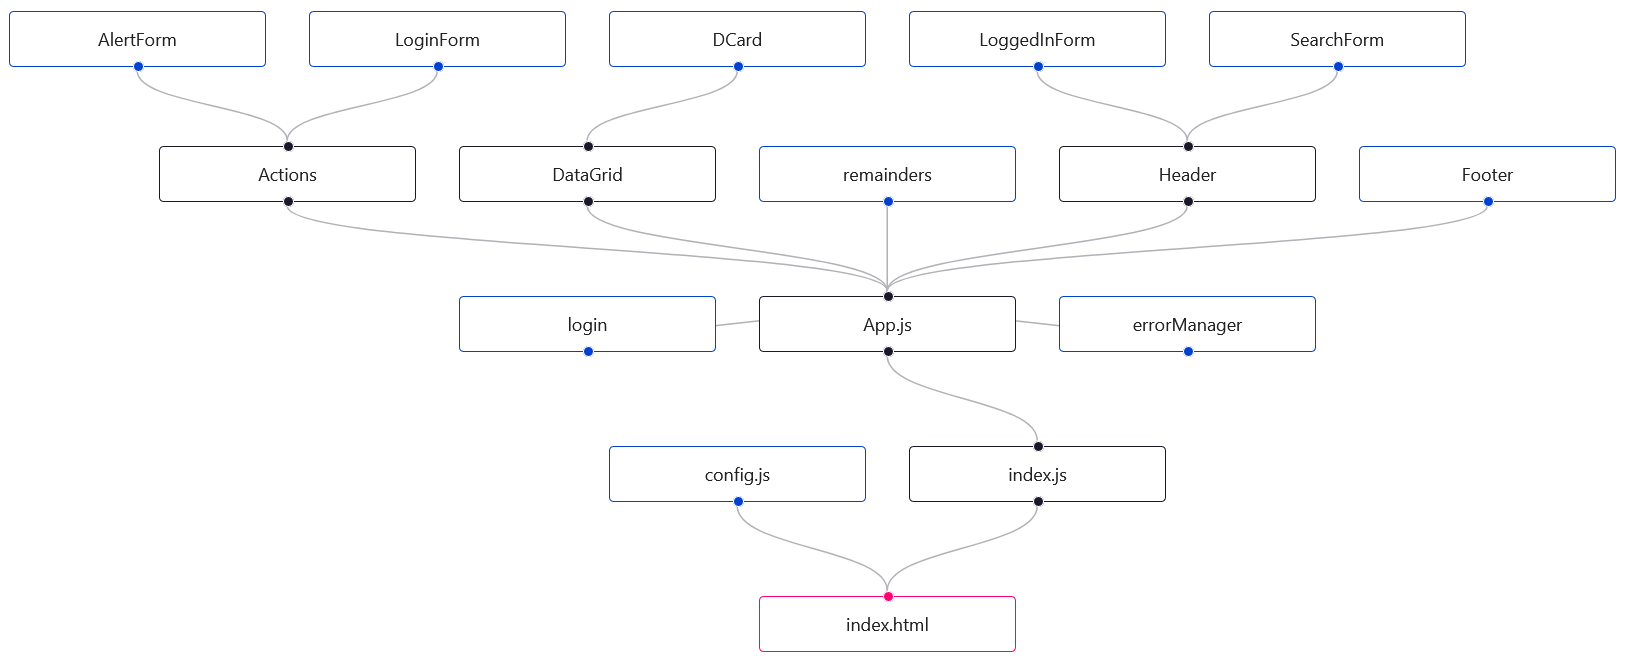 AlertForm
LoginForm
DCard
LoggedInForm
SearchForm
Actions
DataGrid
remainders
Header
Footer
login
App.js
errorManager
config.js
index.js
index.html